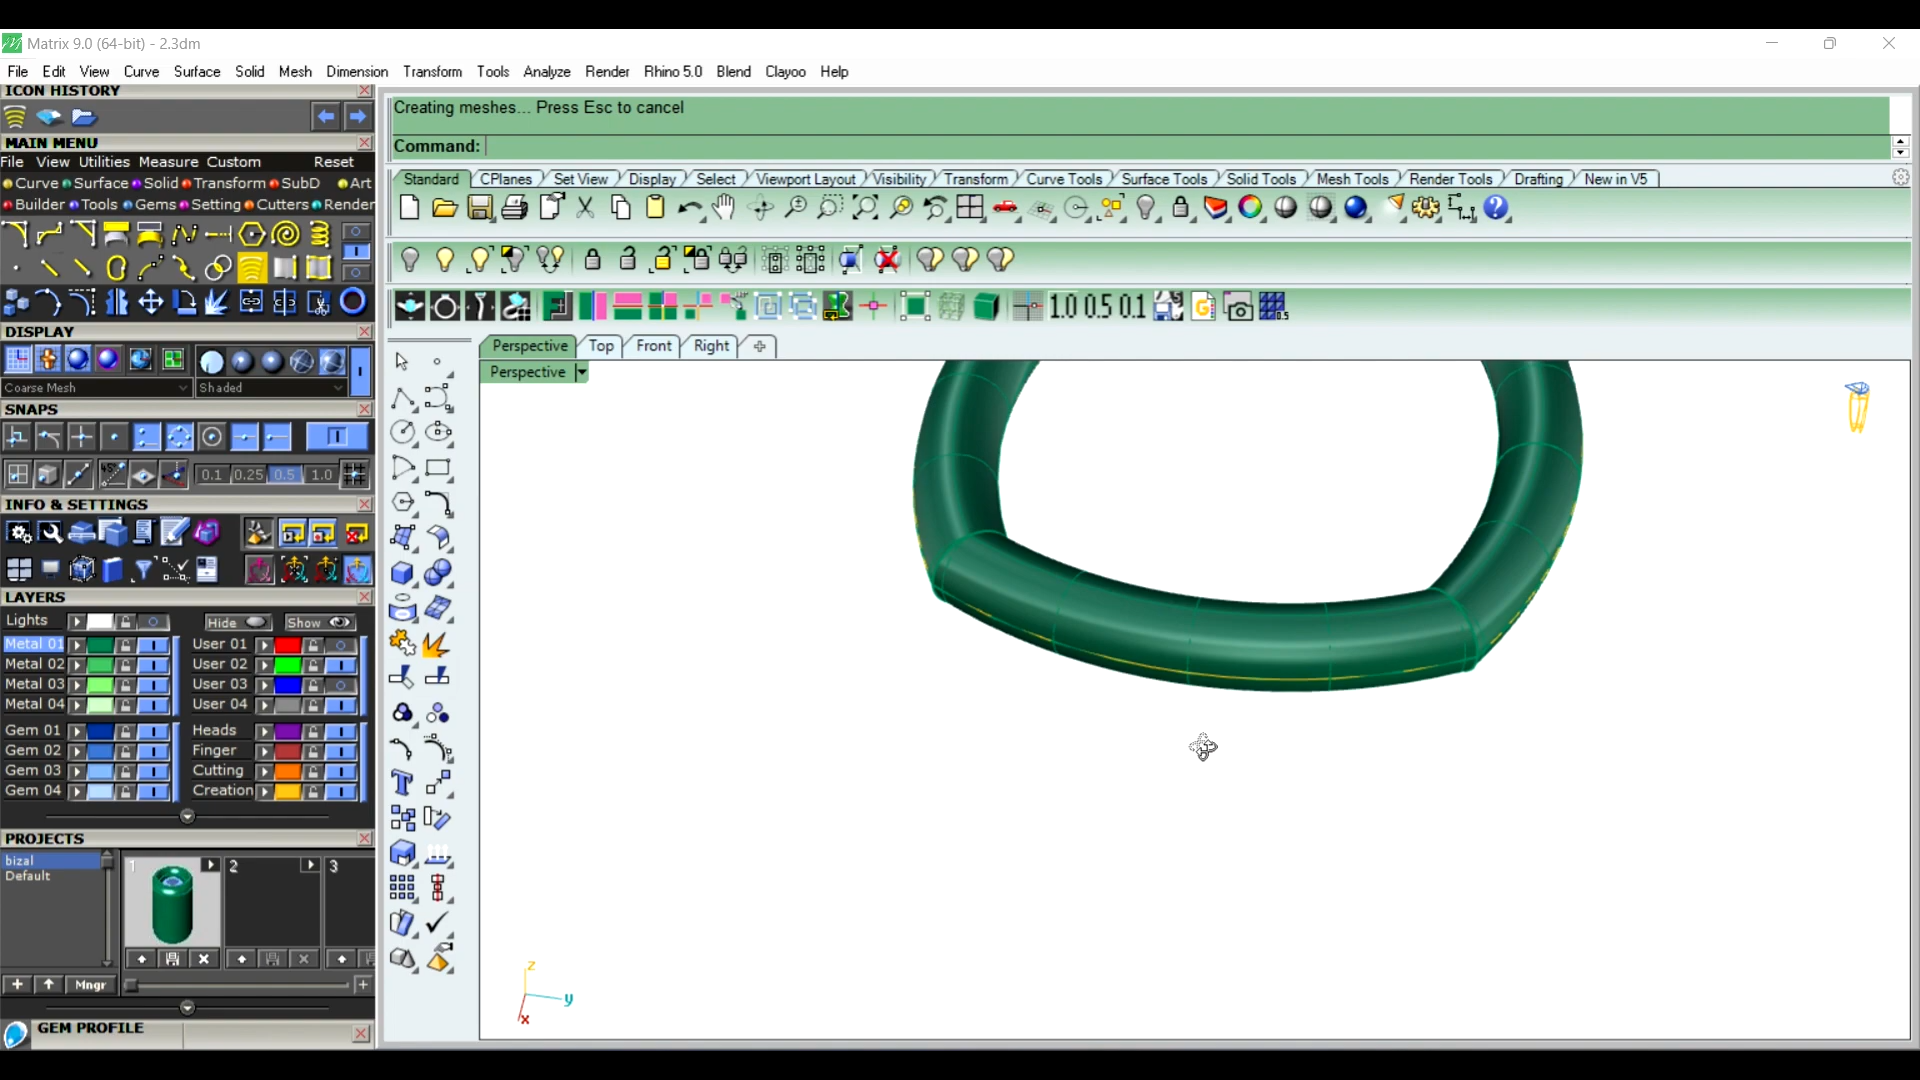 Matrix 9.0 (64-bit) - 2.3dm
File Edit View Curve Surface Solid Mesh Dimension Transform Tools Analyze Render Rhino 5.0 Blend Clayoo Help
ICON HISTORY
Creating meshes... Press Esc to cancel
Command:
MAIN MENU
File View Utilities Measure Custom Reset
Curve Surface Solid Transform SubD Art
Builder Tools Gems Setting Cutters Render
Standard CPlanes Set View Display Select Viewport Layout Visibility Transform Curve Tools Surface Tools Solid Tools Mesh Tools Render Tools Drafting New in V5
1.0 0.5 0.1
DISPLAY
Coarse Mesh Shaded
Perspective Top Front Right
Perspective
SNAPS
0.1 0.25 0.5 1.0
INFO & SETTINGS
LAYERS
Lights Hide Show
Metal 01 User 01
Metal 02 User 02
Metal 03 User 03
Metal 04 User 04
Gem 01 Heads
Gem 02 Finger
Gem 03 Cutting
Gem 04 Creation
PROJECTS
bizal
Default
1 2 3
Mngr
GEM PROFILE
z
y
x